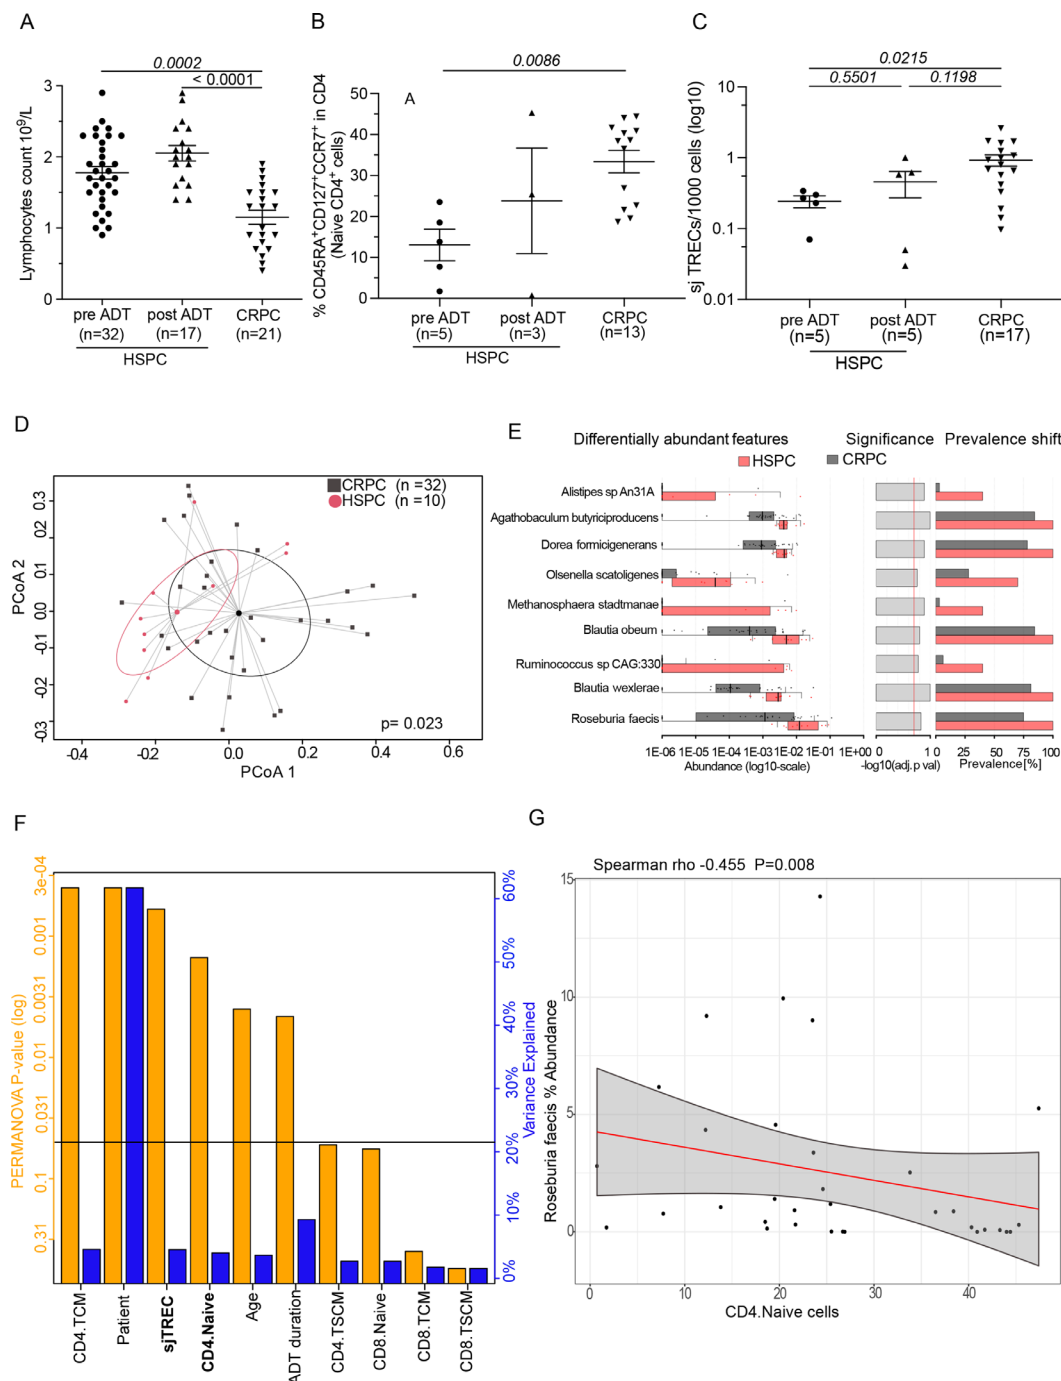 A
0.0002
< 0.0001
Lymphocytes count 10⁹/L
3
2
1
0
pre ADT
(n=32)
post ADT
(n=17)
CRPC
(n=21)
HSPC
B
0.0086
A
% CD45RA⁺CD127⁺CCR7⁺ in CD4
(Naive CD4⁺ cells)
50
40
30
20
10
0
pre ADT
(n=5)
post ADT
(n=3)
CRPC
(n=13)
HSPC
C
0.0215
0.5501
0.1198
sj TRECs/1000 cells (log10)
10
1
0.1
0.01
pre ADT
(n=5)
post ADT
(n=5)
CRPC
(n=17)
HSPC
D
CRPC (n =32)
HSPC (n =10)
PCoA 2
0.3
0.2
0.1
0.0
-0.1
-0.2
-0.3
p= 0.023
-0.4
-0.2
0.0
0.2
0.4
0.6
PCoA 1
E
Differentially abundant features
Significance
Prevalence shift
HSPC
CRPC
Alistipes sp An31A
Agathobaculum butyriciproducens
Dorea formicigenerans
Olsenella scatoligenes
Methanosphaera stadtmanae
Blautia obeum
Ruminococcus sp CAG:330
Blautia wexlerae
Roseburia faecis
1E-06 1E-05 1E-04 1E-03 1E-02 1E-01 1E+00
Abundance (log10-scale)
0 1
-log10(adj.p val)
0 25 50 75 100
Prevalence[%]
F
PERMANOVA P-value (log)
3e-04
0.001
0.0031
0.01
0.031
0.1
0.31
Variance Explained
60%
50%
40%
30%
20%
10%
0%
CD4.TCM
Patient
sjTREC
CD4.Naive
Age
ADT duration
CD4.TSCM
CD8.Naive
CD8.TCM
CD8.TSCM
G
Spearman rho -0.455 P=0.008
Roseburia faecis % Abundance
15
10
5
0
0
10
20
30
40
CD4.Naive cells